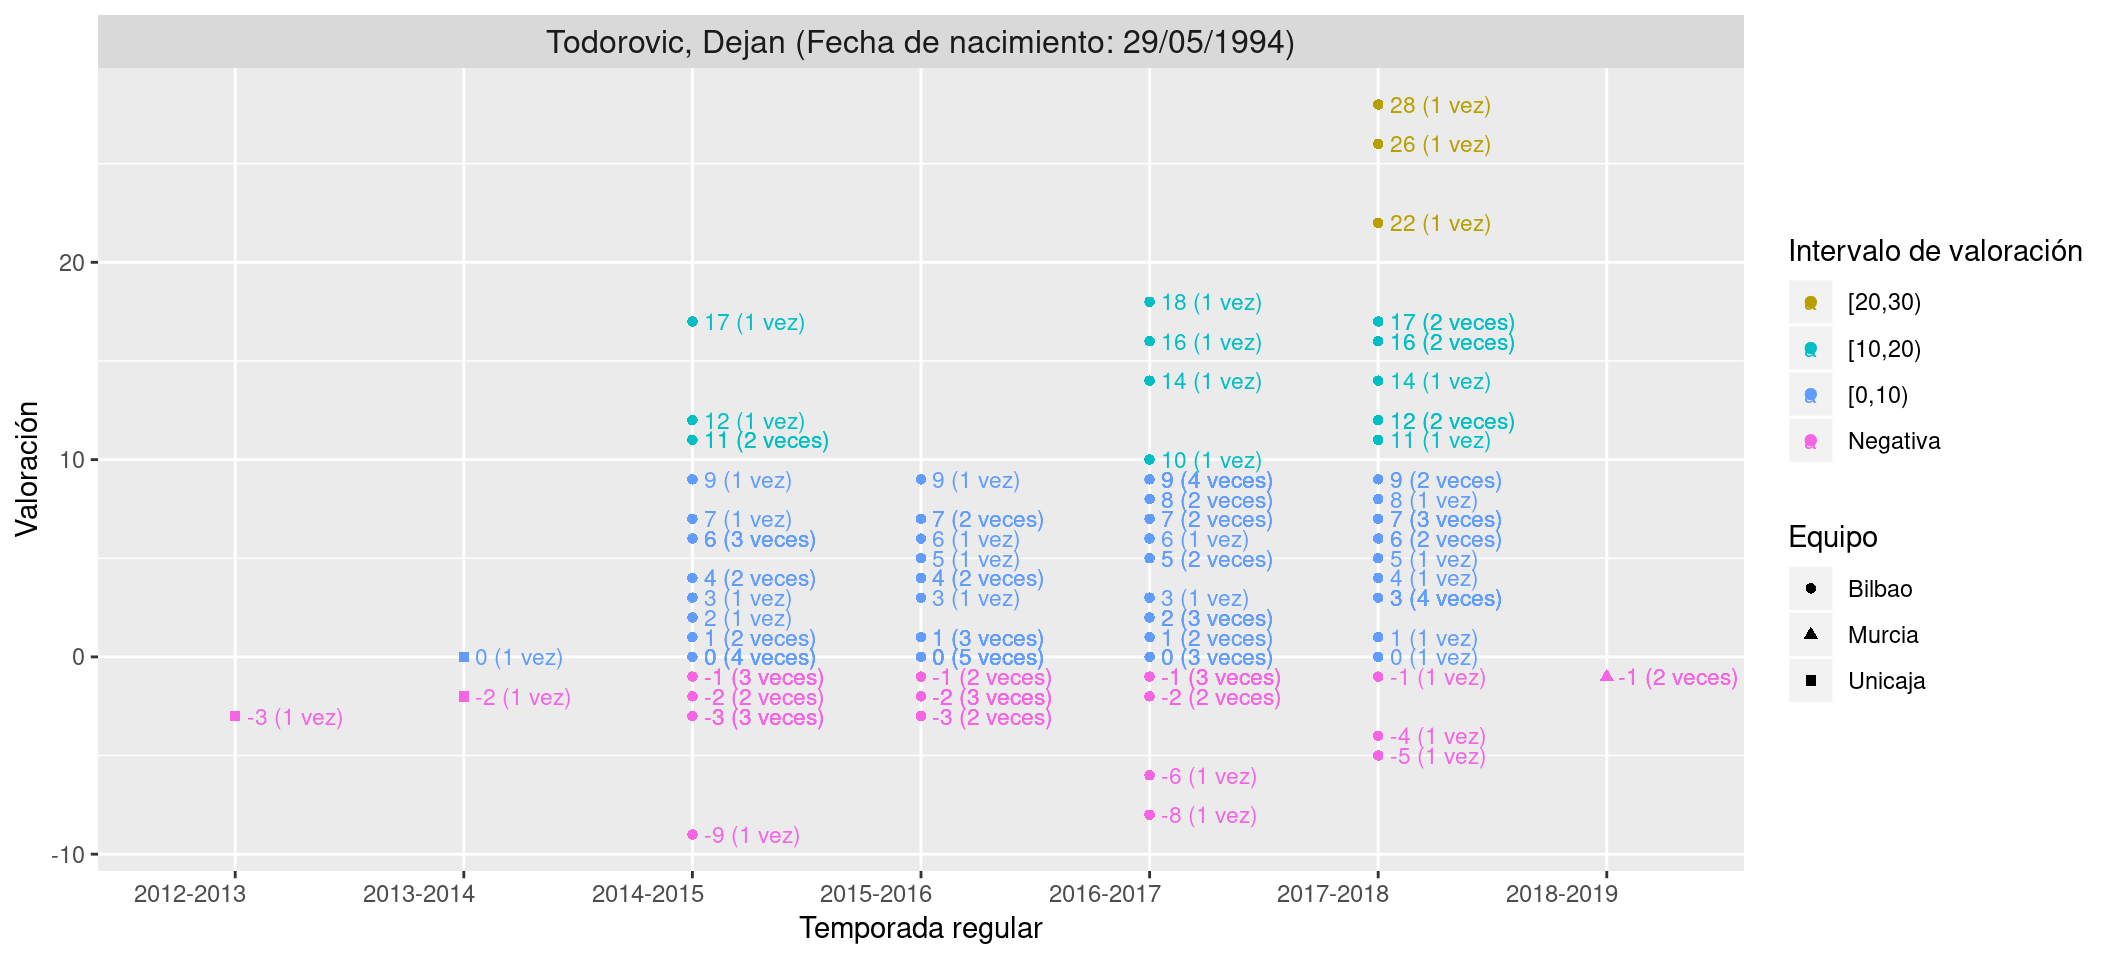 Todorovic, Dejan (Fecha de nacimiento: 29/05/1994)
Valoración
20
10
0
-10
-3 (1 vez)
0 (1 vez)
-2 (1 vez)
17 (1 vez)
12 (1 vez)
11 (2 veces)
9 (1 vez)
7 (1 vez)
6 (3 veces)
4 (2 veces)
3 (1 vez)
2 (1 vez)
1 (2 veces)
0 (4 veces)
-1 (3 veces)
-2 (2 veces)
-3 (3 veces)
-9 (1 vez)
9 (1 vez)
7 (2 veces)
6 (1 vez)
5 (1 vez)
4 (2 veces)
3 (1 vez)
1 (3 veces)
0 (5 veces)
-1 (2 veces)
-2 (3 veces)
-3 (2 veces)
18 (1 vez)
16 (1 vez)
14 (1 vez)
10 (1 vez)
9 (4 veces)
8 (2 veces)
7 (2 veces)
6 (1 vez)
5 (2 veces)
3 (1 vez)
2 (3 veces)
1 (2 veces)
0 (3 veces)
-1 (3 veces)
-2 (2 veces)
-6 (1 vez)
-8 (1 vez)
28 (1 vez)
26 (1 vez)
22 (1 vez)
17 (2 veces)
16 (2 veces)
14 (1 vez)
12 (2 veces)
11 (1 vez)
9 (2 veces)
8 (1 vez)
7 (3 veces)
6 (2 veces)
5 (1 vez)
4 (1 vez)
3 (4 veces)
1 (1 vez)
0 (1 vez)
-1 (1 vez)
-4 (1 vez)
-5 (1 vez)
-1 (2 veces)
2012-2013
2013-2014
2014-2015
2015-2016
2016-2017
2017-2018
2018-2019
Temporada regular
Intervalo de valoración
[20,30)
[10,20)
[0,10)
Negativa
Equipo
Bilbao
Murcia
Unicaja